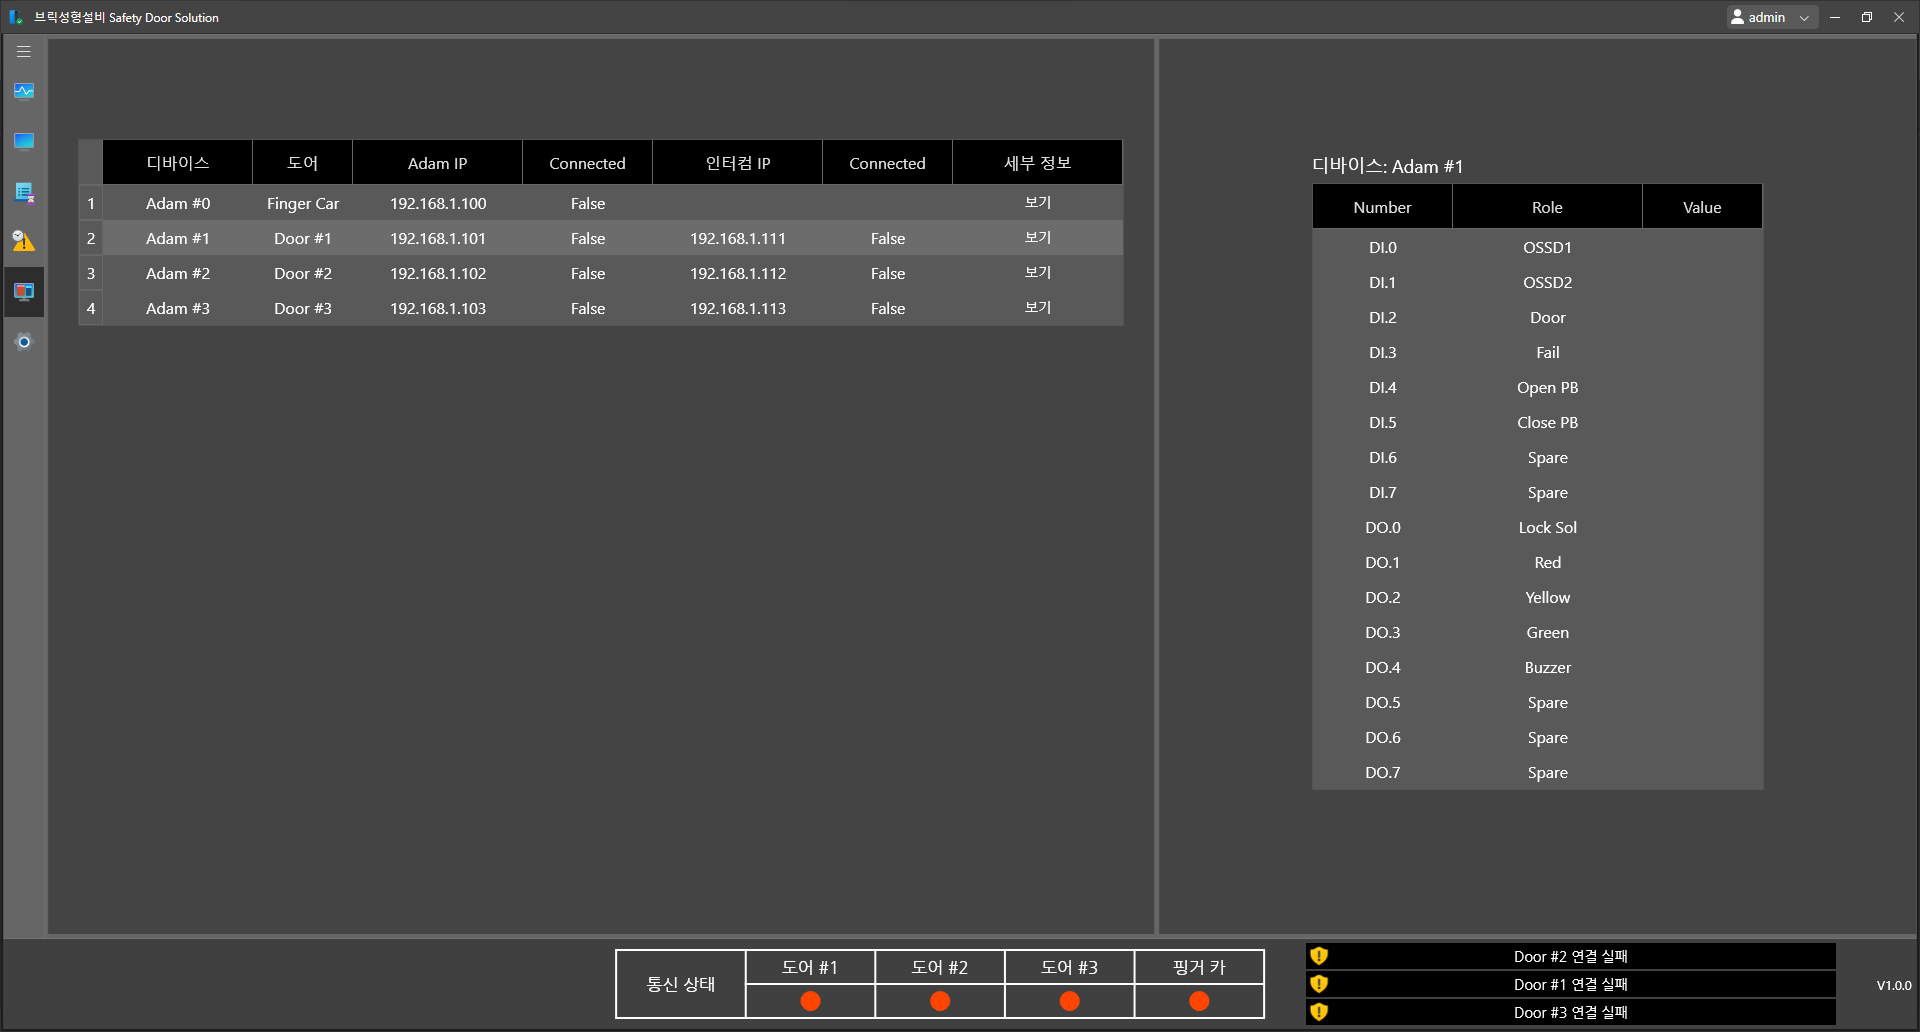 브릭성형설비 Safety Door Solution
admin
디바이스 도어 Adam IP Connected 인터컴 IP Connected 세부 정보
1 Adam #0 Finger Car 192.168.1.100 False 보기
2 Adam #1 Door #1 192.168.1.101 False 192.168.1.111 False 보기
3 Adam #2 Door #2 192.168.1.102 False 192.168.1.112 False 보기
4 Adam #3 Door #3 192.168.1.103 False 192.168.1.113 False 보기
디바이스: Adam #1
Number Role Value
DI.0 OSSD1
DI.1 OSSD2
DI.2 Door
DI.3 Fail
DI.4 Open PB
DI.5 Close PB
DI.6 Spare
DI.7 Spare
DO.0 Lock Sol
DO.1 Red
DO.2 Yellow
DO.3 Green
DO.4 Buzzer
DO.5 Spare
DO.6 Spare
DO.7 Spare
통신 상태
도어 #1 도어 #2 도어 #3 핑거 카
Door #2 연결 실패
Door #1 연결 실패
Door #3 연결 실패
V1.0.0